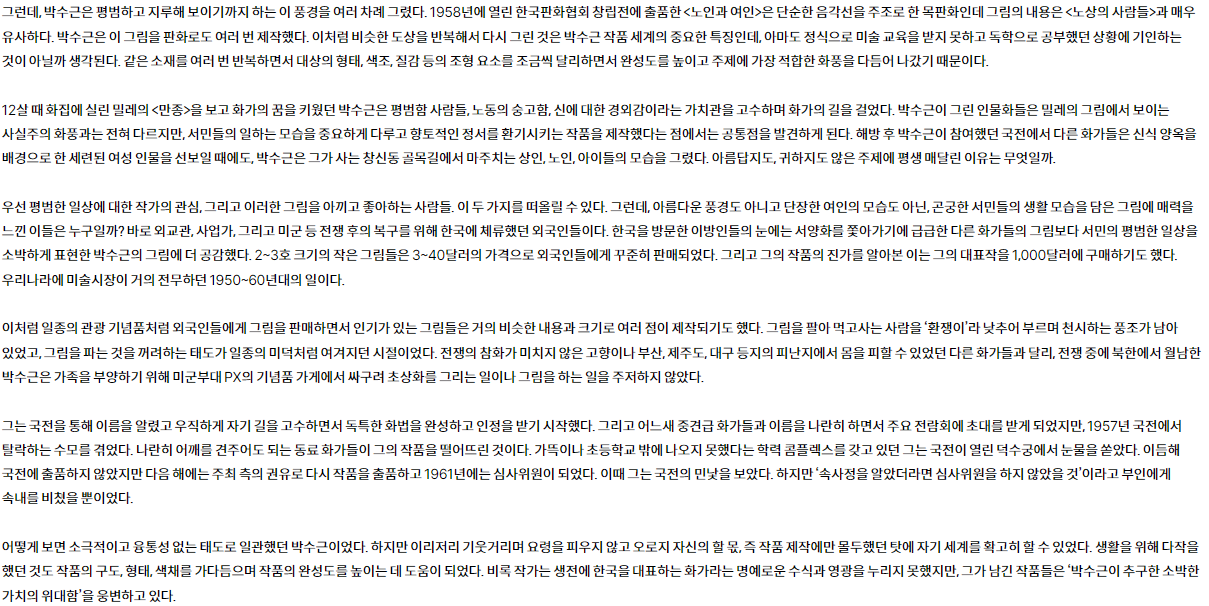 그런데, 박수근은 평범하고 지루해 보이기까지 하는 이 풍경을 여러 차례 그렸다. 1958년에 열린 한국판화협회 창립전에 출품한 <노인과 여인>은 단순한 음각선을 주조로 한 목판화인데 그림의 내용은 <노상의 사람들>과 매우
유사하다. 박수근은 이 그림을 판화로도 여러 번 제작했다. 이처럼 비슷한 도상을 반복해서 다시 그린 것은 박수근 작품 세계의 중요한 특징인데, 아마도 정식으로 미술 교육을 받지 못하고 독학으로 공부했던 상황에 기인하는
것이 아닐까 생각된다. 같은 소재를 여러 번 반복하면서 대상의 형태, 색조, 질감 등의 조형 요소를 조금씩 달리하면서 완성도를 높이고 주제에 가장 적합한 화풍을 다듬어 나갔기 때문이다.
12살 때 화집에 실린 밀레의 <만종>을 보고 화가의 꿈을 키웠던 박수근은 평범함 사람들, 노동의 숭고함, 신에 대한 경외감이라는 가치관을 고수하며 화가의 길을 걸었다. 박수근이 그린 인물화들은 밀레의 그림에서 보이는
사실주의 화풍과는 전혀 다르지만, 서민들의 일하는 모습을 중요하게 다루고 향토적인 정서를 환기시키는 작품을 제작했다는 점에서는 공통점을 발견하게 된다. 해방 후 박수근이 참여했던 국전에서 다른 화가들은 신식 양옥을
배경으로 한 세련된 여성 인물을 선보일 때에도, 박수근은 그가 사는 창신동 골목길에서 마주치는 상인, 노인, 아이들의 모습을 그렸다. 아름답지도, 귀하지도 않은 주제에 평생 매달린 이유는 무엇일까.
우선 평범한 일상에 대한 작가의 관심, 그리고 이러한 그림을 아끼고 좋아하는 사람들. 이 두 가지를 떠올릴 수 있다. 그런데, 아름다운 풍경도 아니고 단장한 여인의 모습도 아닌, 곤궁한 서민들의 생활 모습을 담은 그림에 매력을
느낀 이들은 누구일까? 바로 외교관, 사업가, 그리고 미군 등 전쟁 후의 복구를 위해 한국에 체류했던 외국인들이다. 한국을 방문한 이방인들의 눈에는 서양화를 쫓아가기에 급급한 다른 화가들의 그림보다 서민의 평범한 일상을
소박하게 표현한 박수근의 그림에 더 공감했다. 2~3호 크기의 작은 그림들은 3~40달러의 가격으로 외국인들에게 꾸준히 판매되었다. 그리고 그의 작품의 진가를 알아본 이는 그의 대표작을 1,000달러에 구매하기도 했다.
우리나라에 미술시장이 거의 전무하던 1950~60년대의 일이다.
이처럼 일종의 관광 기념품처럼 외국인들에게 그림을 판매하면서 인기가 있는 그림들은 거의 비슷한 내용과 크기로 여러 점이 제작되기도 했다. 그림을 팔아 먹고사는 사람을 ‘환쟁이’라 낮추어 부르며 천시하는 풍조가 남아
있었고, 그림을 파는 것을 꺼려하는 태도가 일종의 미덕처럼 여겨지던 시절이었다. 전쟁의 참화가 미치지 않은 고향이나 부산, 제주도, 대구 등지의 피난지에서 몸을 피할 수 있었던 다른 화가들과 달리, 전쟁 중에 북한에서 월남한
박수근은 가족을 부양하기 위해 미군부대 PX의 기념품 가게에서 싸구려 초상화를 그리는 일이나 그림을 하는 일을 주저하지 않았다.
그는 국전을 통해 이름을 알렸고 우직하게 자기 길을 고수하면서 독특한 화법을 완성하고 인정을 받기 시작했다. 그리고 어느새 중견급 화가들과 이름을 나란히 하면서 주요 전람회에 초대를 받게 되었지만, 1957년 국전에서
탈락하는 수모를 겪었다. 나란히 어깨를 견주어도 되는 동료 화가들이 그의 작품을 떨어뜨린 것이다. 가뜩이나 초등학교 밖에 나오지 못했다는 학력 콤플렉스를 갖고 있던 그는 국전이 열린 덕수궁에서 눈물을 쏟았다. 이듬해
국전에 출품하지 않았지만 다음 해에는 주최 측의 권유로 다시 작품을 출품하고 1961년에는 심사위원이 되었다. 이때 그는 국전의 민낯을 보았다. 하지만 ‘속사정을 알았더라면 심사위원을 하지 않았을 것’이라고 부인에게
속내를 비쳤을 뿐이었다.
어떻게 보면 소극적이고 융통성 없는 태도로 일관했던 박수근이었다. 하지만 이리저리 기웃거리며 요령을 피우지 않고 오로지 자신의 할 몫, 즉 작품 제작에만 몰두했던 탓에 자기 세계를 확고히 할 수 있었다. 생활을 위해 다작을
했던 것도 작품의 구도, 형태, 색채를 가다듬으며 작품의 완성도를 높이는 데 도움이 되었다. 비록 작가는 생전에 한국을 대표하는 화가라는 명예로운 수식과 영광을 누리지 못했지만, 그가 남긴 작품들은 ‘박수근이 추구한 소박한
가치의 위대함’을 웅변하고 있다.